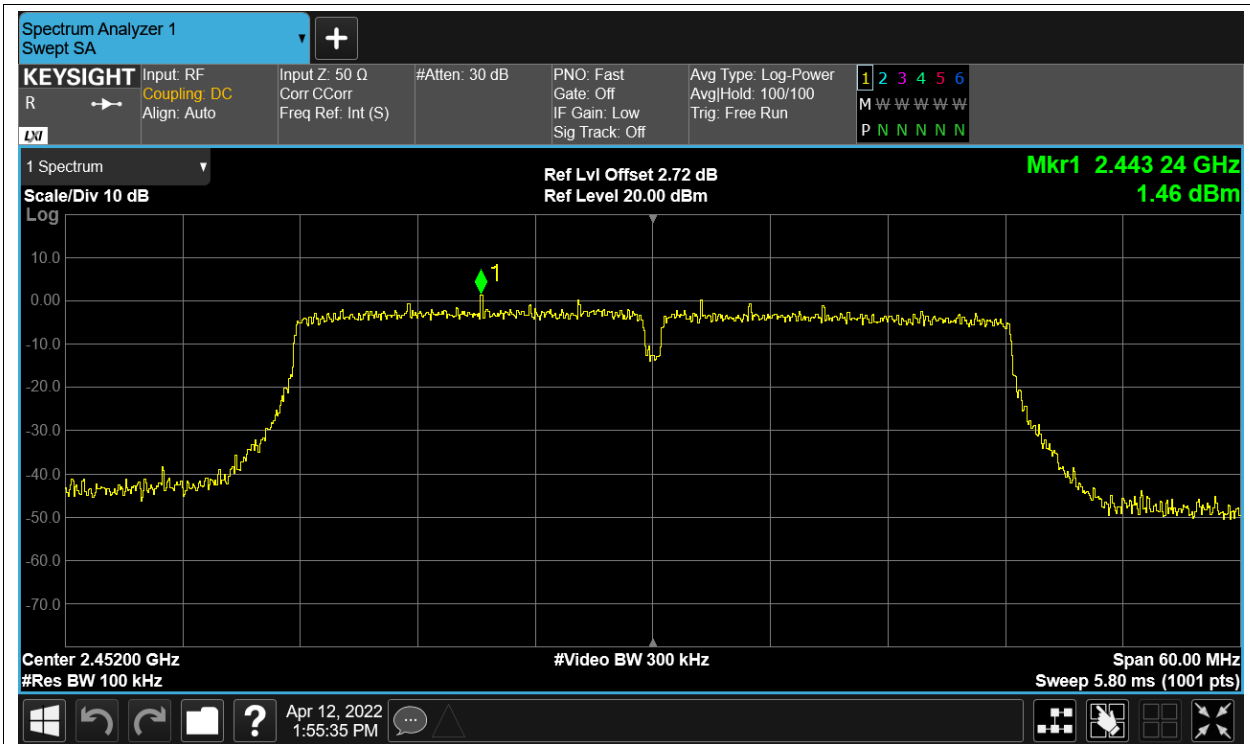 Spectrum Analyzer 1
Swept SA
+
KEYSIGHT
R
LXI
Input: RF
Coupling: DC
Align: Auto
Input Z: 50 Ω
Corr CCorr
Freq Ref: Int (S)
#Atten: 30 dB
PNO: Fast
Gate: Off
IF Gain: Low
Sig Track: Off
Avg Type: Log-Power
Avg|Hold: 100/100
Trig: Free Run
1 2 3 4 5 6
M W W W W W
P N N N N N
1 Spectrum
Scale/Div 10 dB
Ref Lvl Offset 2.72 dB
Ref Level 20.00 dBm
Mkr1 2.443 24 GHz
1.46 dBm
Log
10.0
0.00
-10.0
-20.0
-30.0
-40.0
-50.0
-60.0
-70.0
1
Center 2.45200 GHz
#Res BW 100 kHz
#Video BW 300 kHz
Span 60.00 MHz
Sweep 5.80 ms (1001 pts)
?
Apr 12, 2022
1:55:35 PM